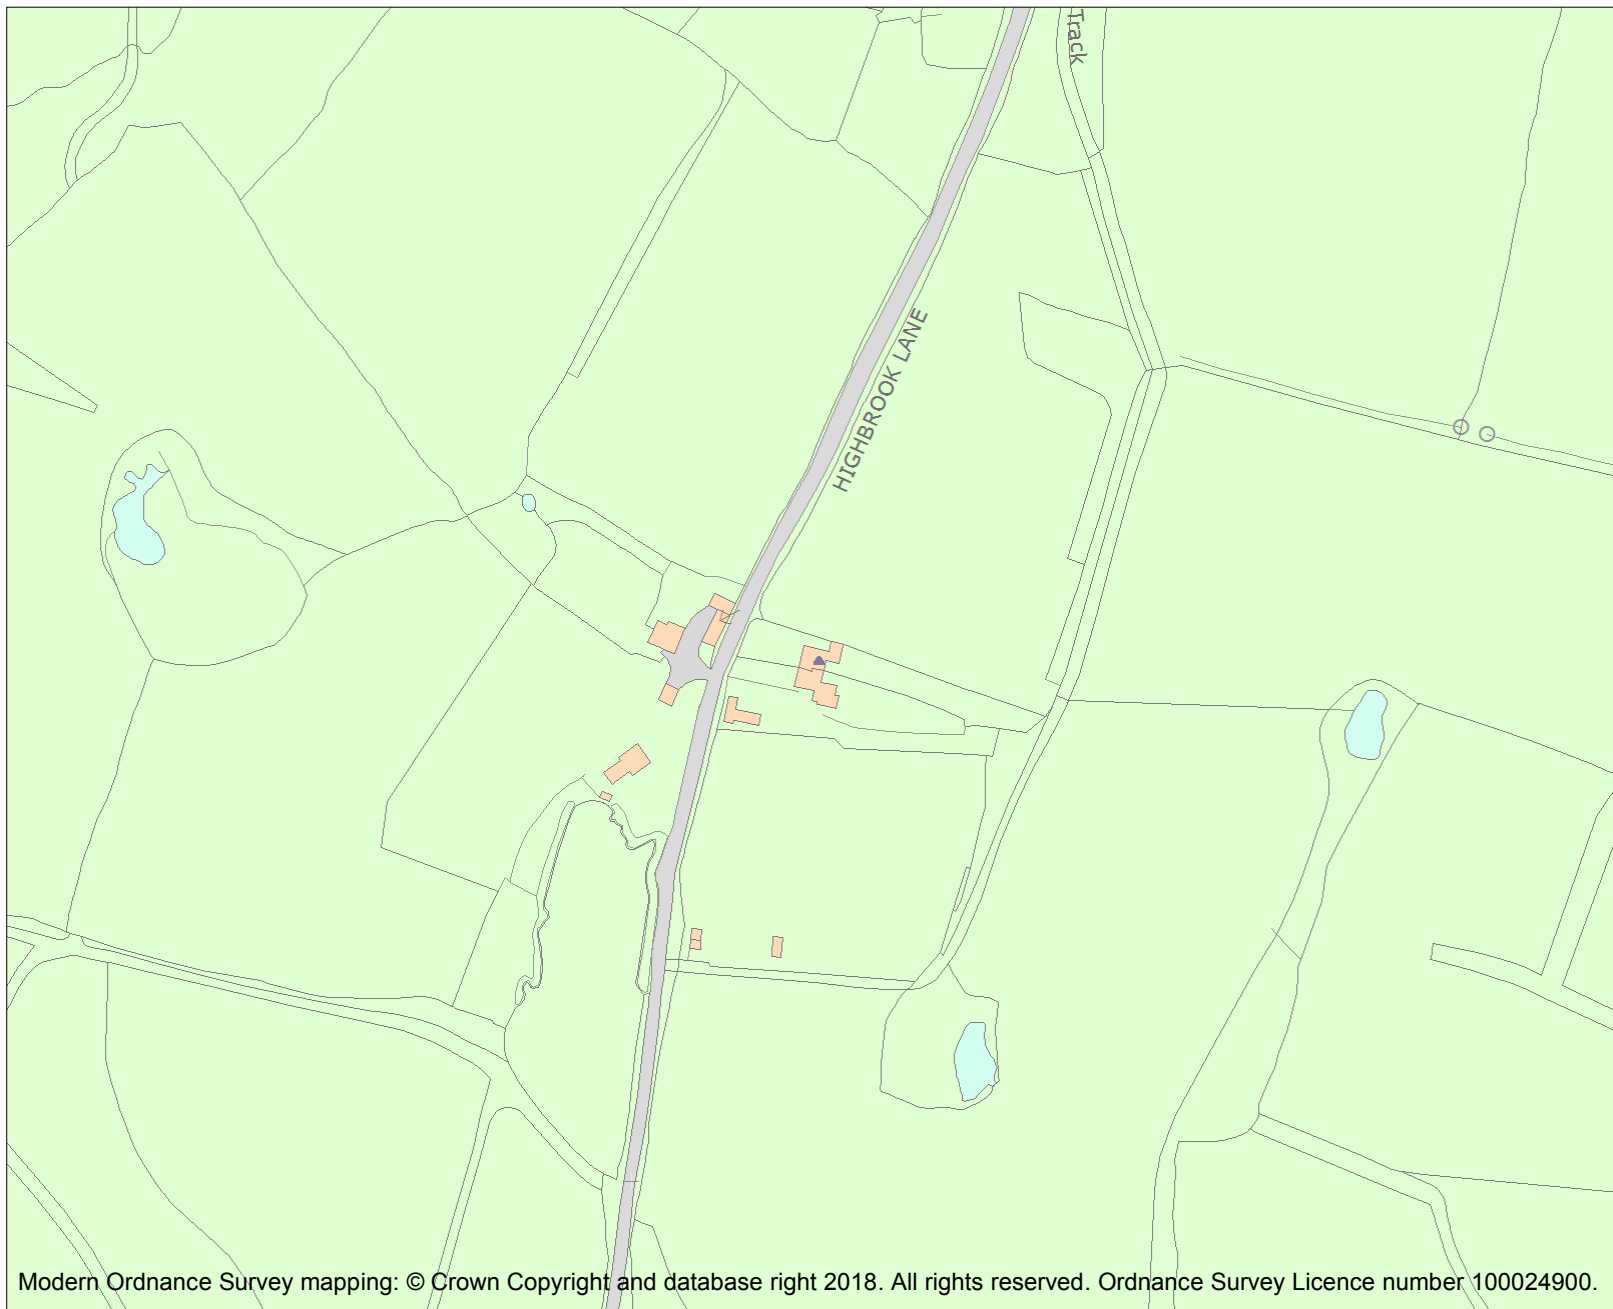 Track
HIGHBROOK LANE
Modern Ordnance Survey mapping: © Crown Copyright and database right 2018. All rights reserved. Ordnance Survey Licence number 100024900.